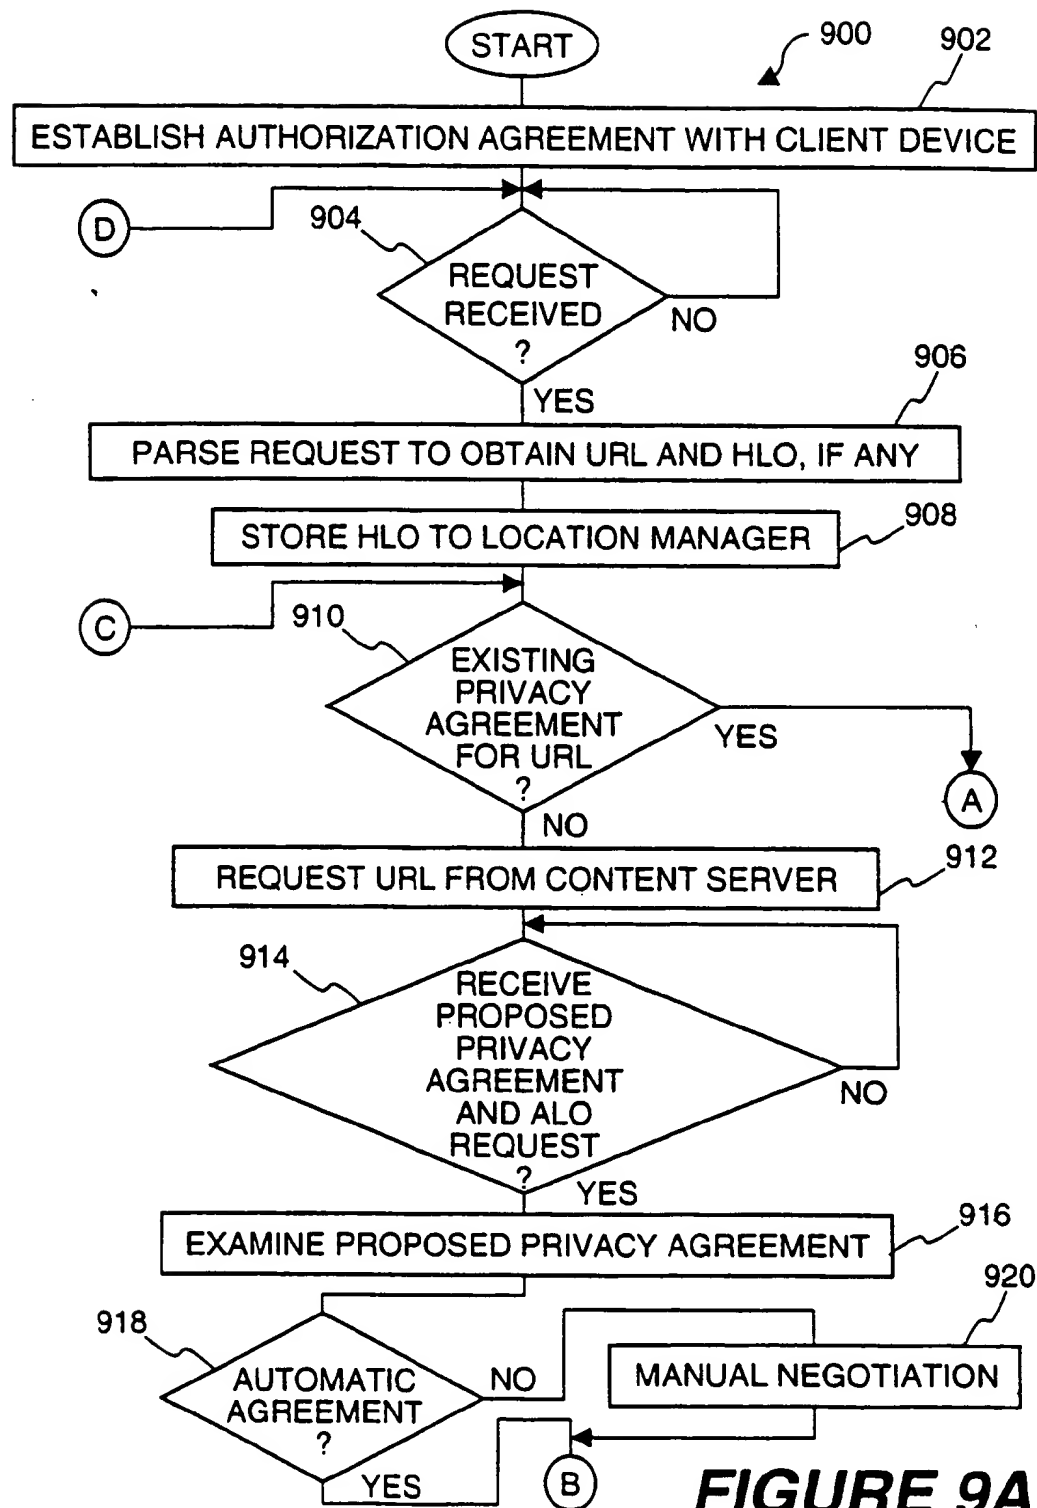 START
900
902
ESTABLISH AUTHORIZATION AGREEMENT WITH CLIENT DEVICE
D
904
REQUEST
RECEIVED
?
NO
YES
906
PARSE REQUEST TO OBTAIN URL AND HLO, IF ANY
908
STORE HLO TO LOCATION MANAGER
C
910
EXISTING
PRIVACY
AGREEMENT
FOR URL
?
YES
A
NO
912
REQUEST URL FROM CONTENT SERVER
914
RECEIVE
PROPOSED
PRIVACY
AGREEMENT
AND ALO
REQUEST
?
NO
YES
916
EXAMINE PROPOSED PRIVACY AGREEMENT
918
920
AUTOMATIC
AGREEMENT
?
NO
MANUAL NEGOTIATION
YES
B
FIGURE 9A